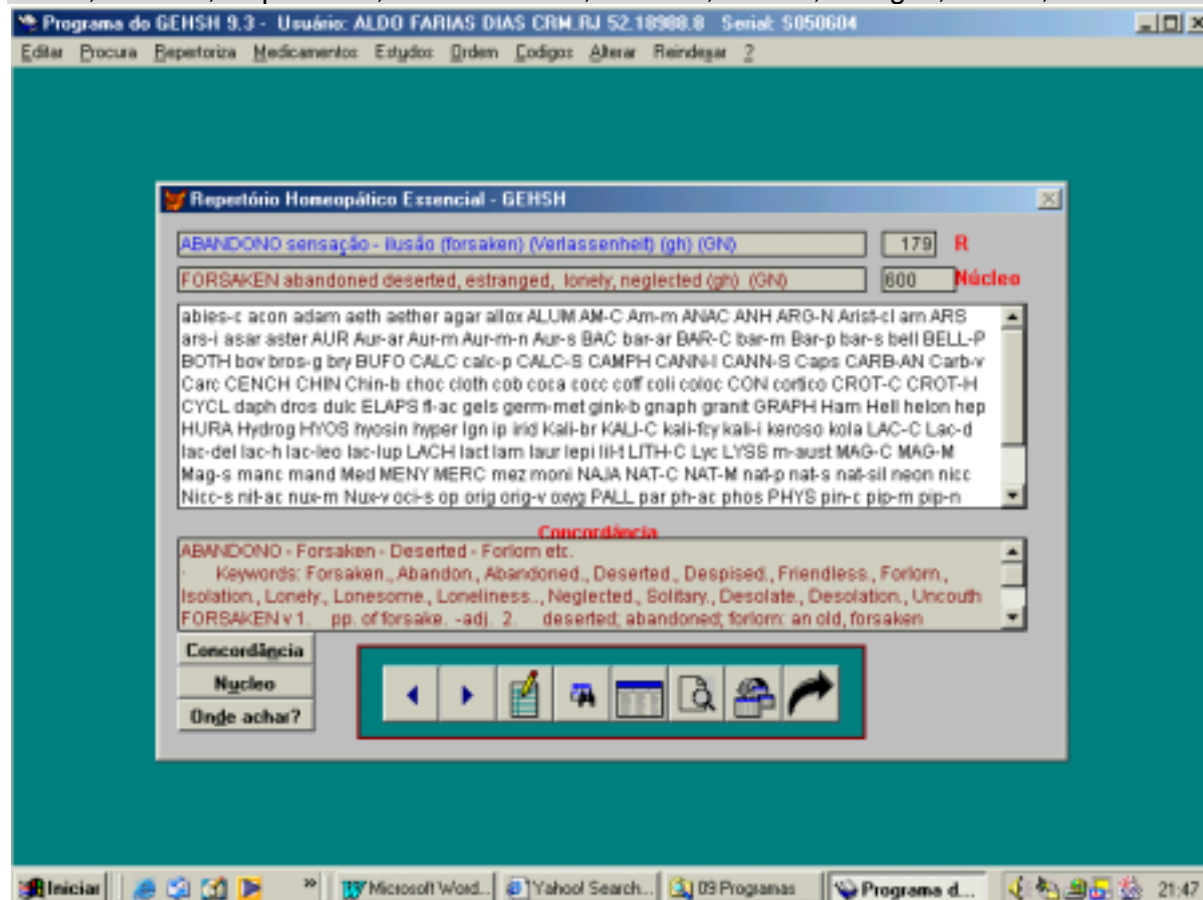 Programa do GEHSH 9.3 - Usuário: ALDO FARIAS DIAS CRM.RJ 52.18988.8 Serial: S050604
Editar Procura Repertoriza Medicamentos Estudos Ordem Codigos Alterar Reindexar ?
Repertório Homeopático Essencial - GEHSH
ABANDONO sensação - ilusão (forsaken) (Verlassenheit) (gh) (GN) 179 R
FORSAKEN abandoned deserted, estranged, lonely, neglected (gh) (GN) 600 Núcleo
abies-c acon adam aeth aether agar allox ALUM AM-C Am-m ANAC ANH ARG-N Arist-cl arn ARS
ars-i asar aster AUR Aur-ar Aur-m Aur-m-n Aur-s BAC bar-ar BAR-C bar-m Bar-p bar-s bell BELL-P
BOTH bov bros-g bry BUFO CALC calc-p CALC-S CAMPH CANN-I CANN-S Caps CARB-AN Carb-v
Carc CENCH CHIN Chin-b choc cloth cob coca cocc coff coli coloc CON cortico CROT-C CROT-H
CYCL daph dros dulc ELAPS fl-ac gels germ-met gink-b gnaph granit GRAPH Ham Hell helon hep
HURA Hydrog HYOS hyosin hyper Ign ip irid Kali-br KALI-C kali-fcy kali-i keroso kola LAC-C Lac-d
lac-del lac-h lac-leo lac-lup LACH lact lam laur lepi lil-t LITH-C Lyc LYSS m-aust MAG-C MAG-M
Mag-s manc mand Med MENY MERC mez moni NAJA NAT-C NAT-M nat-p nat-s nat-sil neon nicc
Nicc-s nit-ac nux-m Nux-v oci-s op orig orig-v oxyg PALL par ph-ac phos PHYS pin-c pip-m pip-n
Concordância
ABANDONO - Forsaken - Deserted - Forlorn etc.
· Keywords: Forsaken., Abandon., Abandoned., Deserted., Despised., Friendless., Forlorn.,
Isolation., Lonely., Lonesome., Loneliness.., Neglected., Solitary., Desolate., Desolation., Uncouth
FORSAKEN v 1. pp. of forsake. -adj. 2. deserted; abandoned; forlorn: an old, forsaken
Concordância
Nucleo
Onde achar?
Iniciar » Microsoft Word... Yahoo! Search... 09 Programas Programa d... 21:47